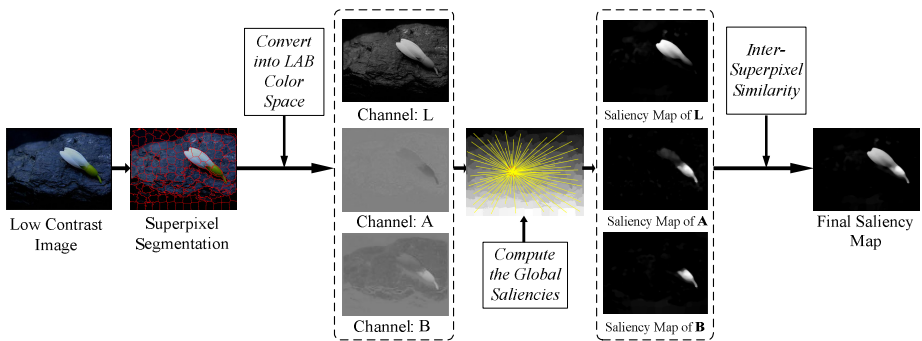 Low Contrast
Image
Superpixel
Segmentation
Convert
into LAB
Color
Space
Channel: L
Channel: A
Channel: B
Compute
the Global
Saliencies
Saliency Map of L
Saliency Map of A
Saliency Map of B
Inter-
Superpixel
Similarity
Final Saliency
Map